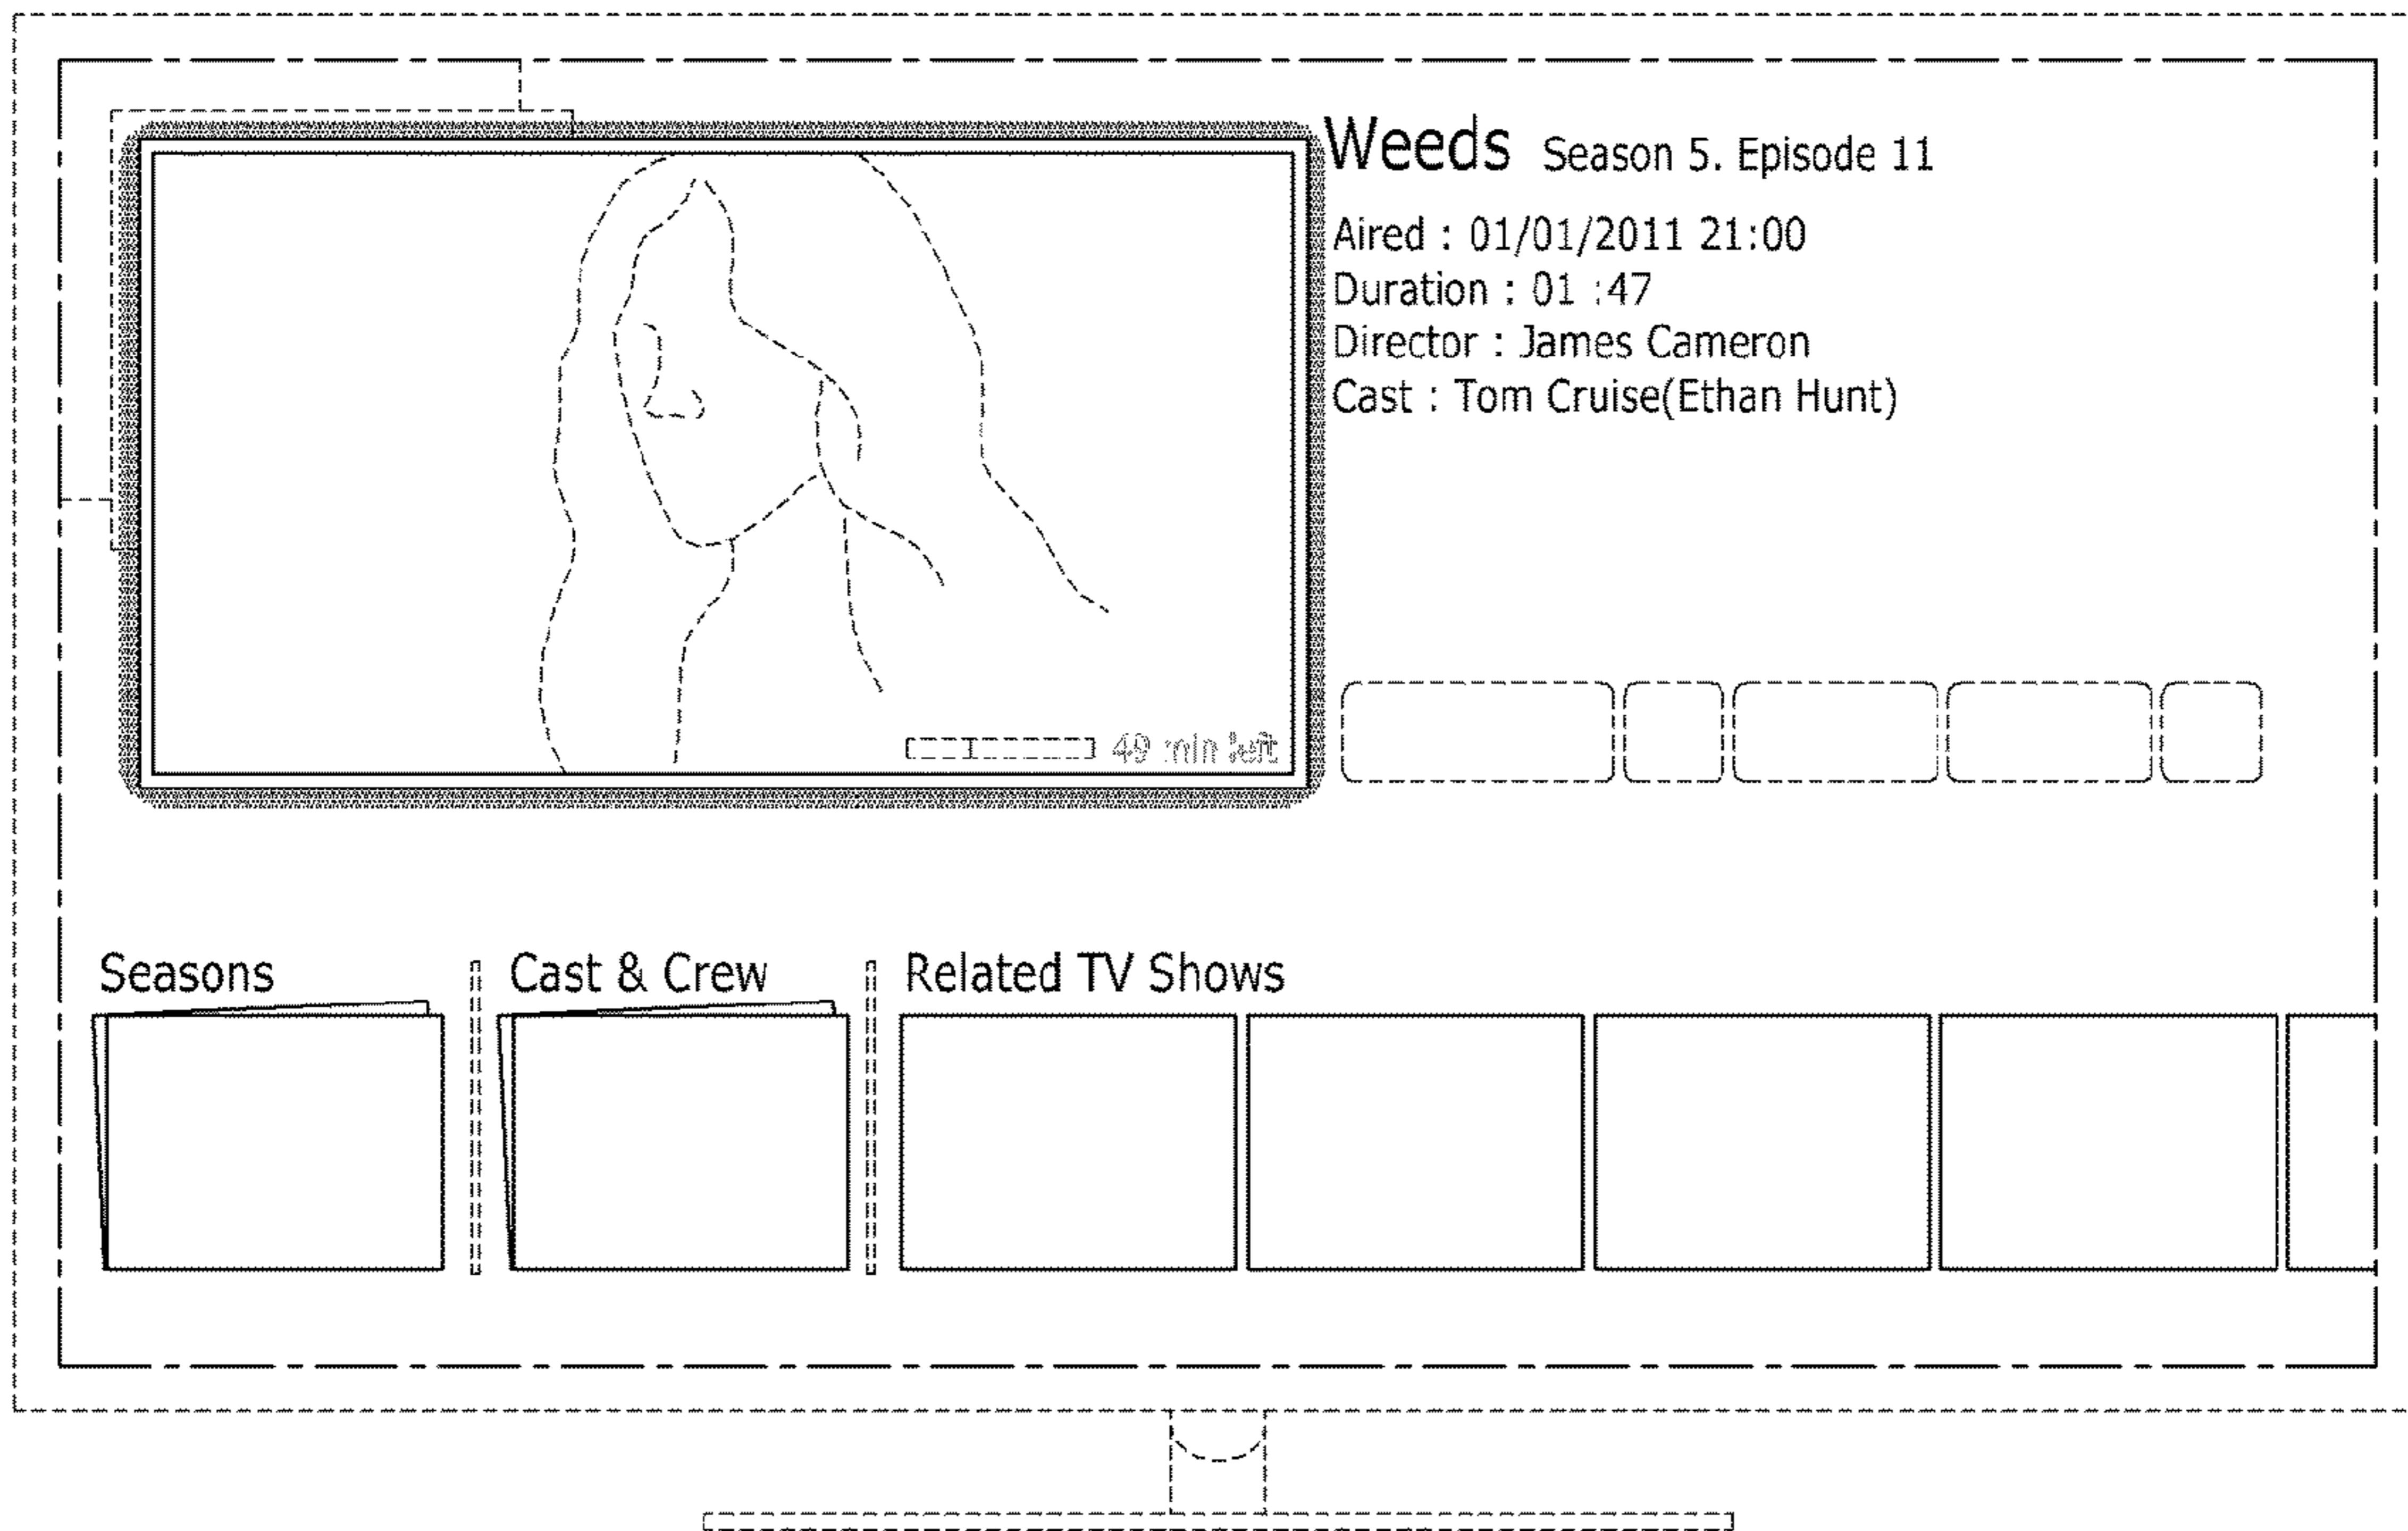 Weeds Season 5. Episode 11
Aired : 01/01/2011 21:00
Duration : 01 :47
Director : James Cameron
Cast : Tom Cruise(Ethan Hunt)
49 min left
Seasons
Cast & Crew
Related TV Shows